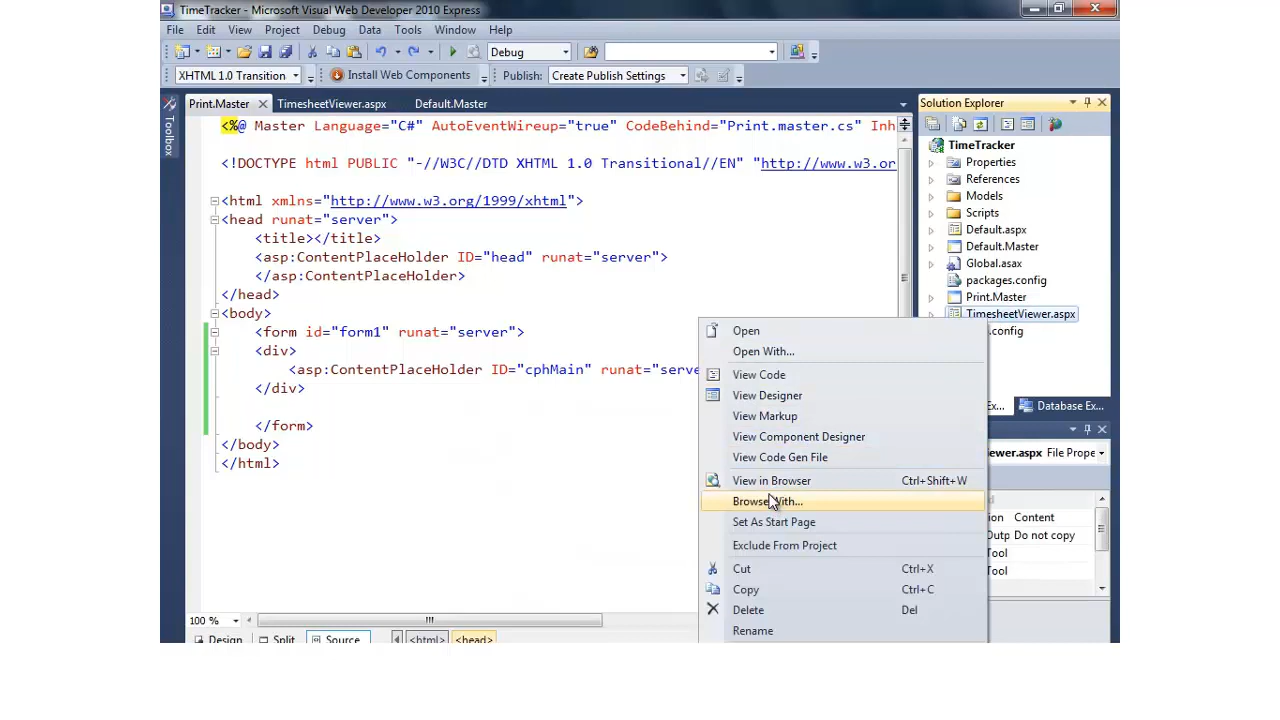 TimeTracker - Microsoft Visual Web Developer 2010 Express
File Edit View Project Debug Data Tools Window Help
Debug
XHTML 1.0 Transition Install Web Components Publish: Create Publish Settings
Toolbox
Print.Master TimesheetViewer.aspx Default.Master
<%@ Master Language="C#" AutoEventWireup="true" CodeBehind="Print.master.cs" Inh
<!DOCTYPE html PUBLIC "-//W3C//DTD XHTML 1.0 Transitional//EN" "http://www.w3.or
<html xmlns="http://www.w3.org/1999/xhtml">
<head runat="server">
<title></title>
<asp:ContentPlaceHolder ID="head" runat="server">
</asp:ContentPlaceHolder>
</head>
<body>
<form id="form1" runat="server">
<div>
<asp:ContentPlaceHolder ID="cphMain" runat="serve
</div>
</form>
</body>
</html>
100 %
Design Split Source <html> <head>
Solution Explorer
TimeTracker
Properties
References
Models
Scripts
Default.aspx
Default.Master
Global.asax
packages.config
Print.Master
TimesheetViewer.aspx
.config
Ex... Database Ex...
ewer.aspx File Prope
ion Content
Outp Do not copy
Tool
Tool
Open
Open With...
View Code
View Designer
View Markup
View Component Designer
View Code Gen File
View in Browser Ctrl+Shift+W
Browse With...
Set As Start Page
Exclude From Project
Cut Ctrl+X
Copy Ctrl+C
Delete Del
Rename